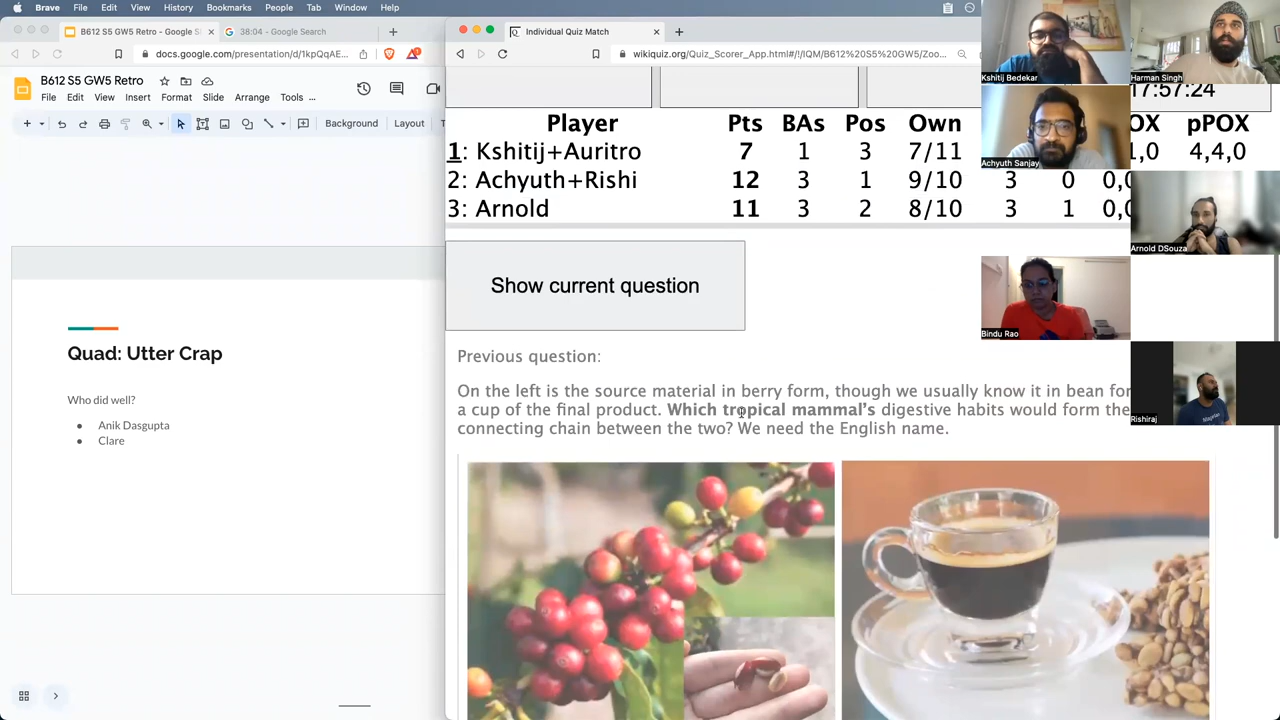 Brave File Edit View History Bookmarks People Tab Wi
B612 S5 GW5 Retro - Google Sl
38:04 - Google Search
Individual Quiz Match
docs.google.com/presentation/d/1kpQqAE...
wikiquiz.org/Quiz_Scorer_App.html#/!/IQM/B612%20S5%20GW5/Zoo...
B612 S5 GW5 Retro
File Edit View Insert Format Slide Arrange Tools ...
Background Layout
Quad: Utter Crap
Who did well?
Anik Dasgupta
Clare
17:57:24
Player Pts BAs Pos Own OX pPOX
1: Kshitij+Auritro 7 1 3 7/11 1,0 4,4,0
2: Achyuth+Rishi 12 3 1 9/10 3 0 0,0
3: Arnold 11 3 2 8/10 3 1 0,0
Show current question
Previous question:
On the left is the source material in berry form, though we usually know it in bean for
a cup of the final product. Which tropical mammal's digestive habits would form the
connecting chain between the two? We need the English name.
Kshitij Bedekar
Harman Singh
Achyuth Sanjay
Arnold DSouza
Bindu Rao
Rishiraj